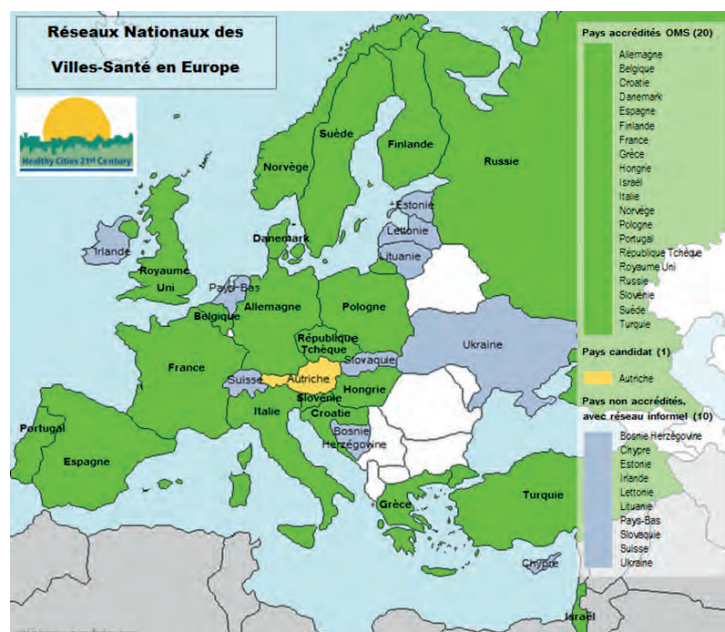 Réseaux Nationaux des
Villes-Santé en Europe
Healthy Cities 21st Century
Pays accrédités OMS (20)
Allemagne
Belgique
Croatie
Danemark
Espagne
Finlande
France
Grèce
Hongrie
Israël
Italie
Norvège
Pologne
Portugal
République Tchèque
Royaume Uni
Russie
Slovénie
Suède
Turquie
Pays candidat (1)
Autriche
Pays non accrédités,
avec réseau informel (10)
Bosnie Herzégovine
Chypre
Estonie
Irlande
Lettonie
Lituanie
Pays-Bas
Slovaquie
Suisse
Ukraine
Suède
Finlande
Norvège
Russie
Estonie
Lettonie
Lituanie
Danemark
Irlande
Royaume
Uni
Pays-Bas
Belgique
Allemagne
Pologne
République
Tchèque
Slovaquie
Ukraine
France
Suisse
Autriche
Hongrie
Slovénie
Croatie
Italie
Bosnie
Herzégovine
Portugal
Espagne
Grèce
Turquie
Chypre
Israël